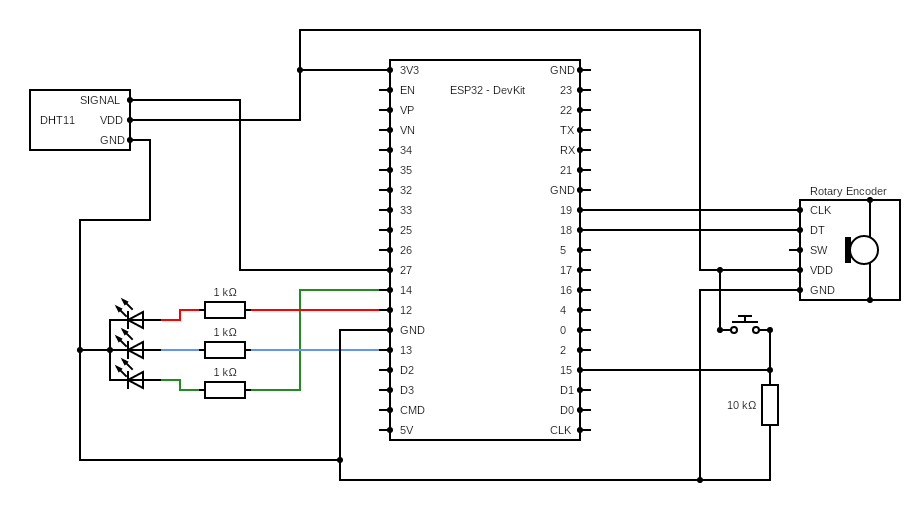 3V3
GND
EN
ESP32 - DevKit
23
SIGNAL
VP
22
DHT11
VDD
VN
TX
GND
34
RX
35
21
32
GND
Rotary Encoder
33
19
CLK
25
18
DT
26
5
SW
27
17
VDD
1 kΩ
14
16
GND
12
4
1 kΩ
GND
0
13
2
1 kΩ
D2
15
D3
D1
10 kΩ
CMD
D0
5V
CLK